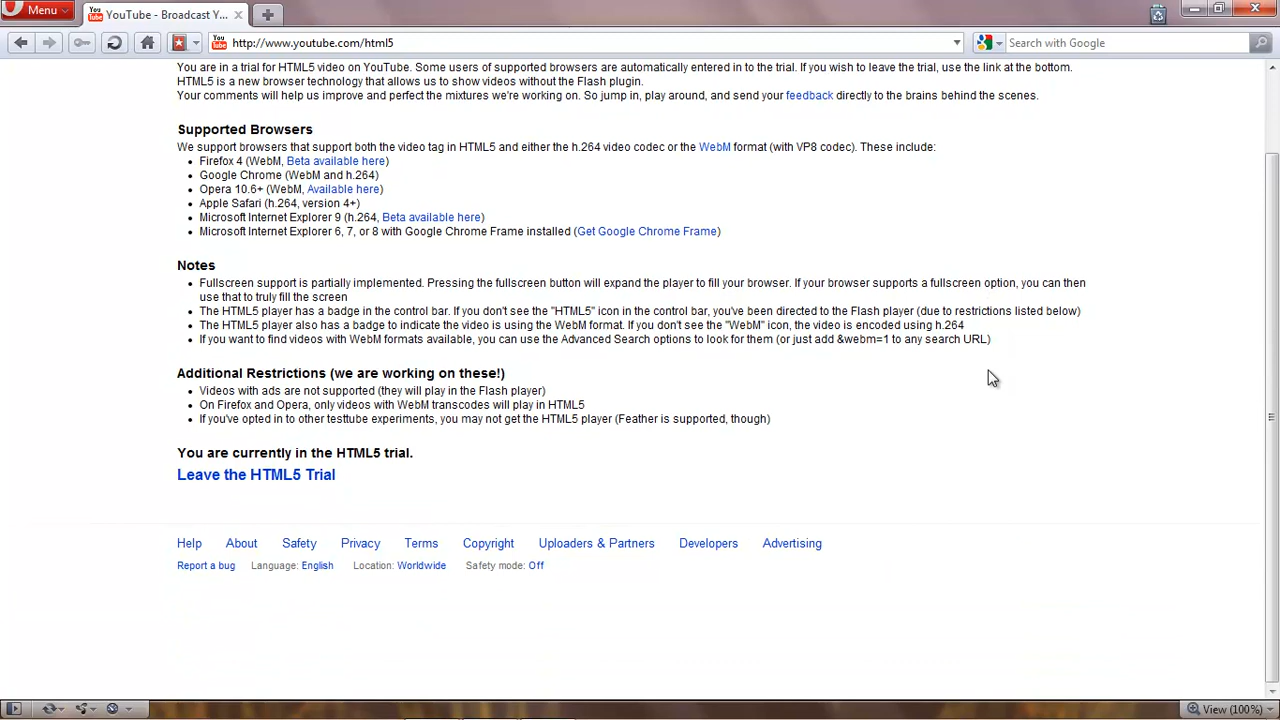 Menu
YouTube - Broadcast Y...
http://www.youtube.com/html5
Search with Google
You are in a trial for HTML5 video on YouTube. Some users of supported browsers are automatically entered in to the trial. If you wish to leave the trial, use the link at the bottom.
HTML5 is a new browser technology that allows us to show videos without the Flash plugin.
Your comments will help us improve and perfect the mixtures we're working on. So jump in, play around, and send your feedback directly to the brains behind the scenes.
Supported Browsers
We support browsers that support both the video tag in HTML5 and either the h.264 video codec or the WebM format (with VP8 codec). These include:
Firefox 4 (WebM, Beta available here)
Google Chrome (WebM and h.264)
Opera 10.6+ (WebM, Available here)
Apple Safari (h.264, version 4+)
Microsoft Internet Explorer 9 (h.264, Beta available here)
Microsoft Internet Explorer 6, 7, or 8 with Google Chrome Frame installed (Get Google Chrome Frame)
Notes
Fullscreen support is partially implemented. Pressing the fullscreen button will expand the player to fill your browser. If your browser supports a fullscreen option, you can then
use that to truly fill the screen
The HTML5 player has a badge in the control bar. If you don't see the "HTML5" icon in the control bar, you've been directed to the Flash player (due to restrictions listed below)
The HTML5 player also has a badge to indicate the video is using the WebM format. If you don't see the "WebM" icon, the video is encoded using h.264
If you want to find videos with WebM formats available, you can use the Advanced Search options to look for them (or just add &webm=1 to any search URL)
Additional Restrictions (we are working on these!)
Videos with ads are not supported (they will play in the Flash player)
On Firefox and Opera, only videos with WebM transcodes will play in HTML5
If you've opted in to other testtube experiments, you may not get the HTML5 player (Feather is supported, though)
You are currently in the HTML5 trial.
Leave the HTML5 Trial
Help About Safety Privacy Terms Copyright Uploaders & Partners Developers Advertising
Report a bug Language: English Location: Worldwide Safety mode: Off
View (100%)